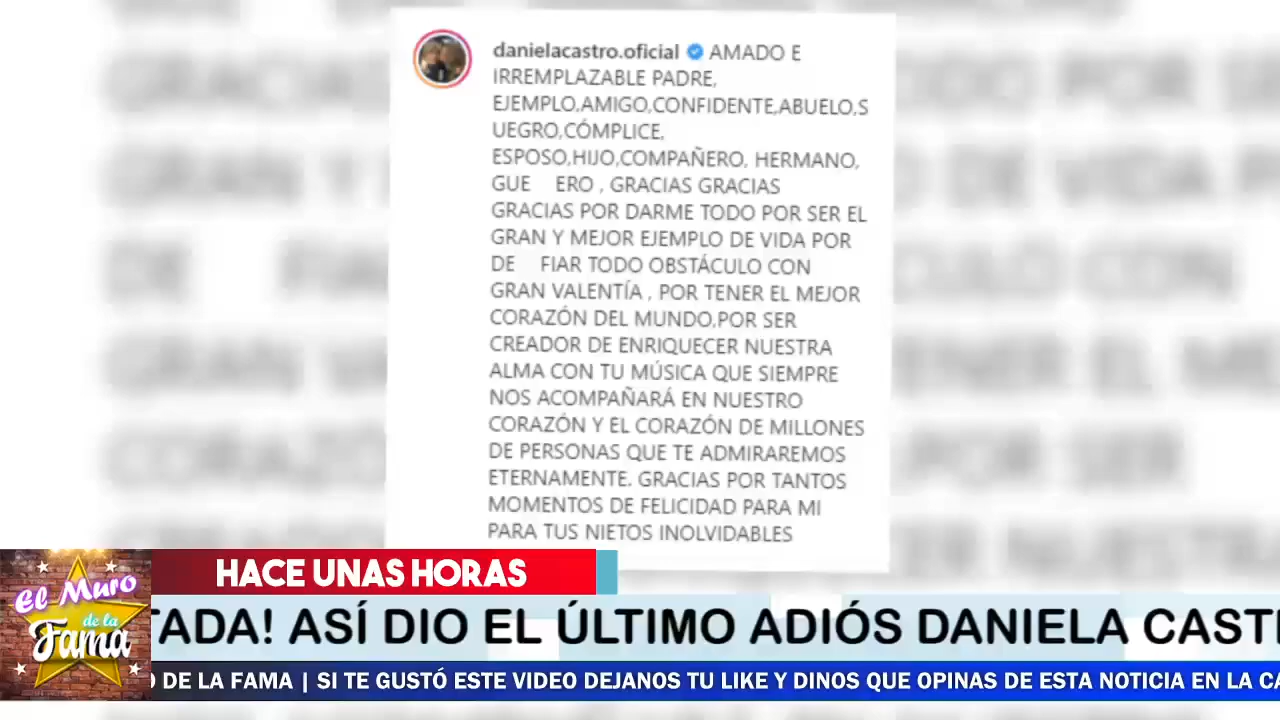 danielacastro.oficial AMADO E
IRREMPLAZABLE PADRE,
EJEMPLO,AMIGO,CONFIDENTE,ABUELO,S
UEGRO,CÓMPLICE,
ESPOSO,HIJO,COMPAÑERO, HERMANO,
GUE ERO , GRACIAS GRACIAS
GRACIAS POR DARME TODO POR SER EL
GRAN Y MEJOR EJEMPLO DE VIDA POR
DE FIAR TODO OBSTÁCULO CON
GRAN VALENTÍA , POR TENER EL MEJOR
CORAZÓN DEL MUNDO,POR SER
CREADOR DE ENRIQUECER NUESTRA
ALMA CON TU MÚSICA QUE SIEMPRE
NOS ACOMPAÑARÁ EN NUESTRO
CORAZÓN Y EL CORAZÓN DE MILLONES
DE PERSONAS QUE TE ADMIRAREMOS
ETERNAMENTE. GRACIAS POR TANTOS
MOMENTOS DE FELICIDAD PARA MI
PARA TUS NIETOS INOLVIDABLES
HACE UNAS HORAS
El Muro
de la
Fama
TADA! ASÍ DIO EL ÚLTIMO ADIÓS DANIELA CAST
O DE LA FAMA | SI TE GUSTÓ ESTE VIDEO DEJANOS TU LIKE Y DINOS QUE OPINAS DE ESTA NOTICIA EN LA CA